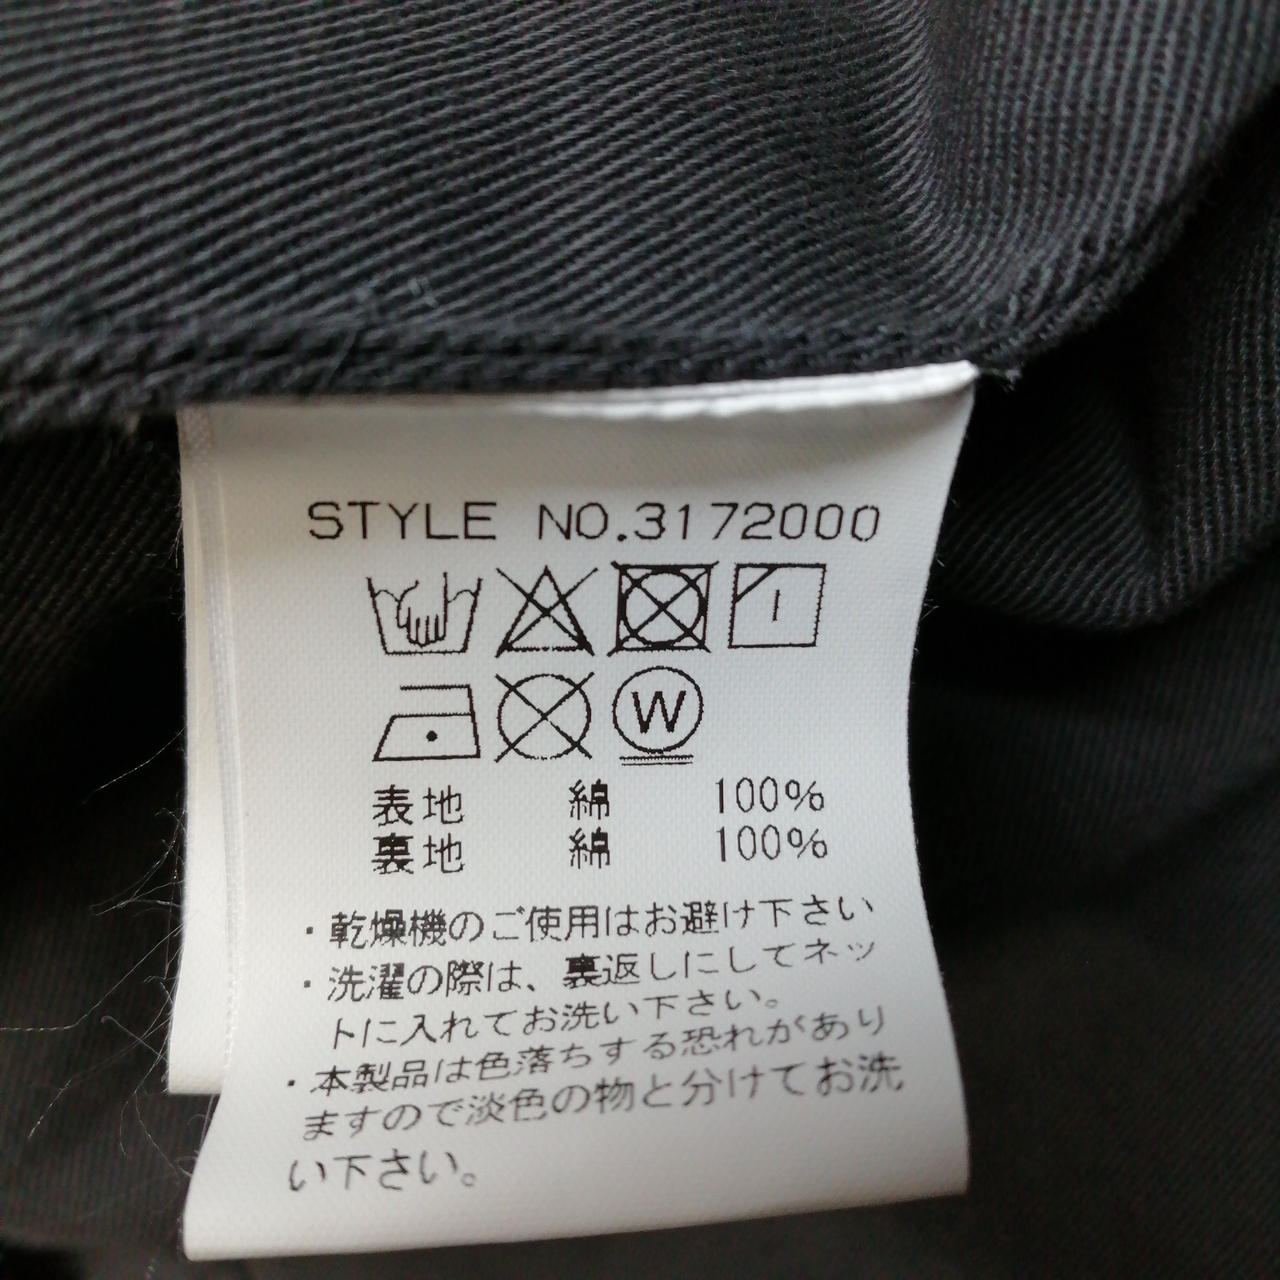 STYLE NO.3172000
W
表地 綿 100%
裏地 綿 100%
・乾燥機のご使用はお避け下さい
・洗濯の際は、裏返しにしてネッ
トに入れてお洗い下さい。
・本製品は色落ちする恐れがあり
ますので淡色の物と分けてお洗
い下さい。